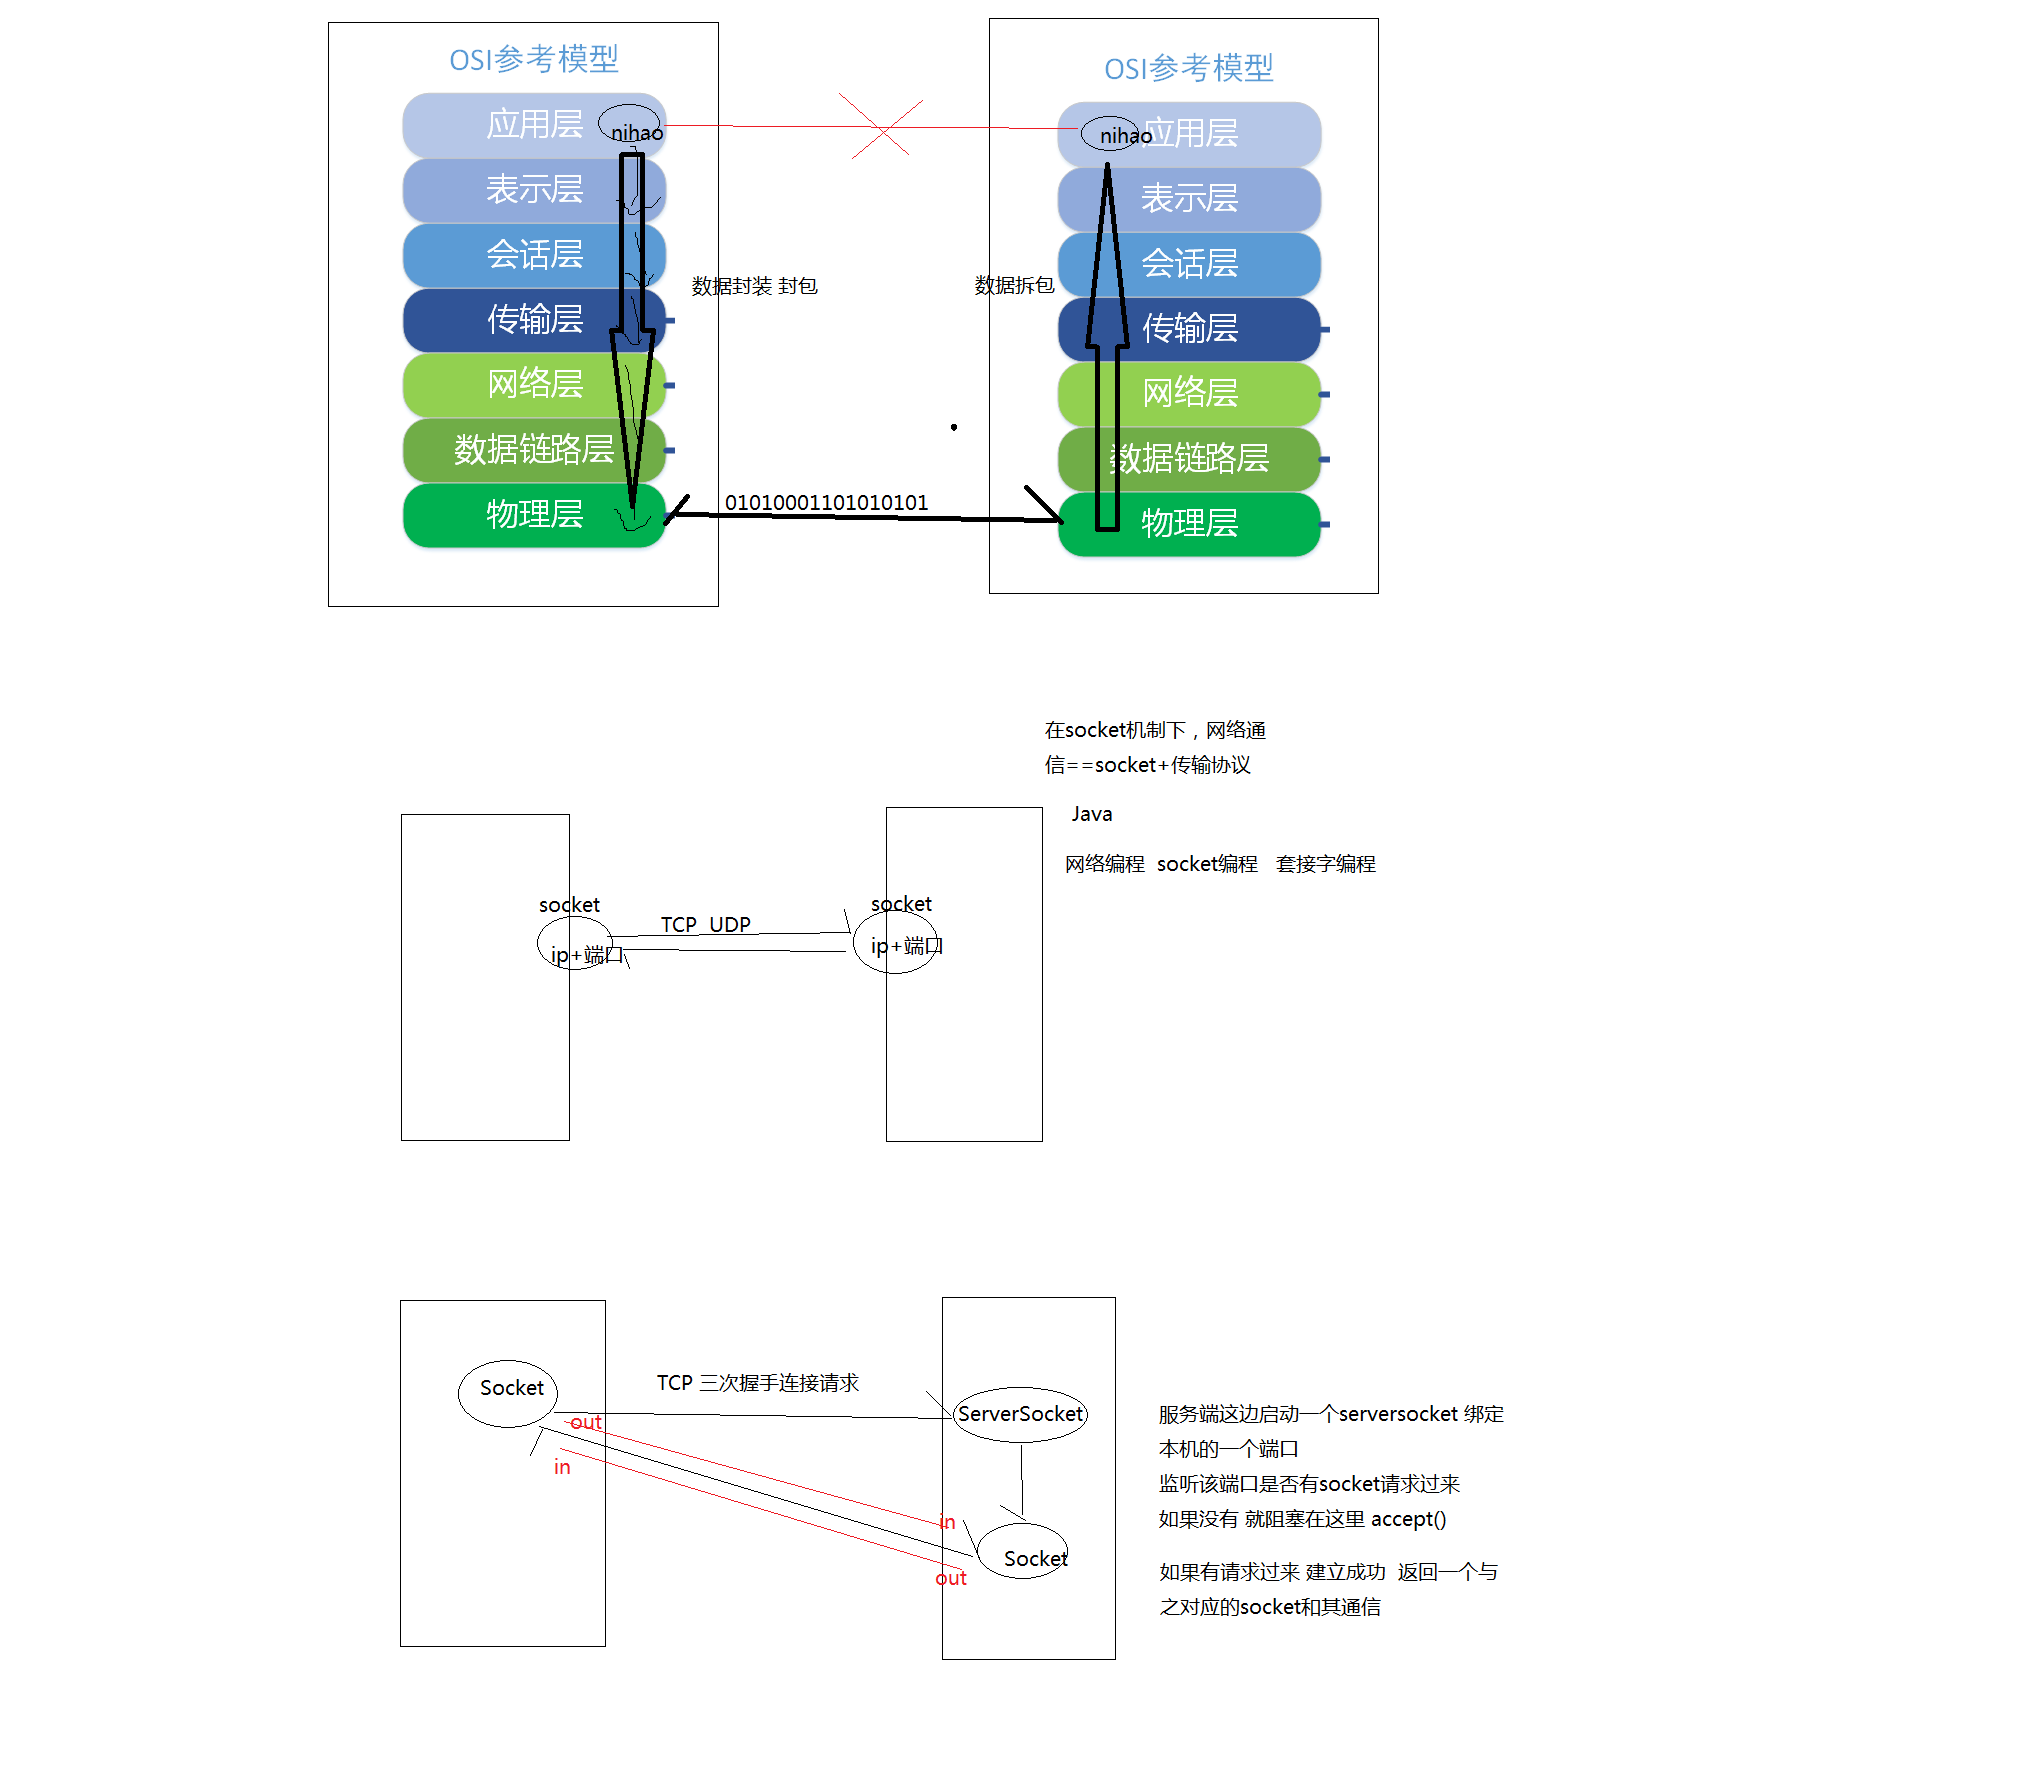 OSI参考模型
应用层
nihao
表示层
会话层
传输层
网络层
数据链路层
物理层
数据封装 封包
01010001101010101
OSI参考模型
nihao
应用层
表示层
会话层
传输层
网络层
数据链路层
物理层
数据拆包
在socket机制下，网络通
信==socket+传输协议
Java
网络编程 socket编程 套接字编程
socket
ip+端口
TCP UDP
socket
ip+端口
Socket
TCP 三次握手连接请求
ServerSocket
out
in
in
out
Socket
服务端这边启动一个serversocket 绑定
本机的一个端口
监听该端口是否有socket请求过来
如果没有 就阻塞在这里 accept()
如果有请求过来 建立成功 返回一个与
之对应的socket和其通信